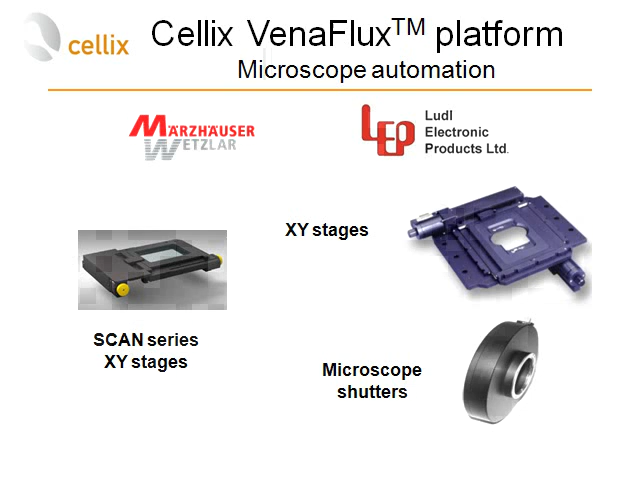 cellix
Cellix VenaFlux™ platform
Microscope automation
MÄRZHÄUSER
WETZLAR
LEP
Ludl
Electronic
Products Ltd.
XY stages
SCAN series
XY stages
Microscope
shutters